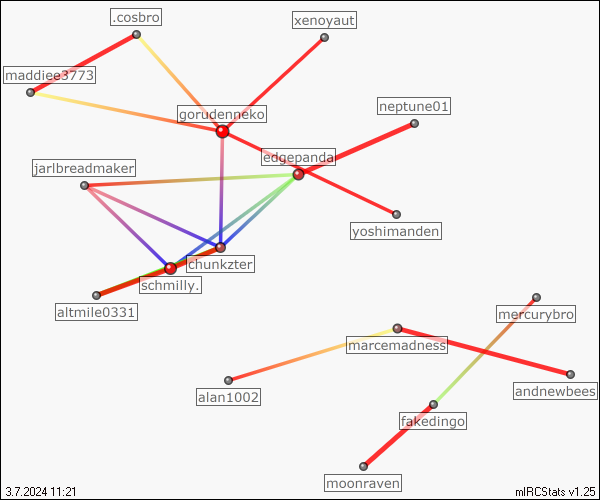 .cosbro
xenoyaut
maddiee3773
neptune01
gorudenneko
edgepanda
jarlbreadmaker
yoshimanden
chunkzter
schmilly.
altmile0331
mercurybro
marcemadness
andnewbees
alan1002
fakedingo
moonraven
3.7.2024 11:21
mIRCStats v1.25